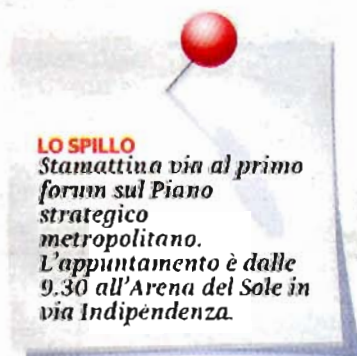 LO SPILLO
Stamattina via al primo
forum sul Piano
strategico
metropolitano.
L'appuntamento è dalle
9.30 all'Arena del Sole in
via Indipendenza.